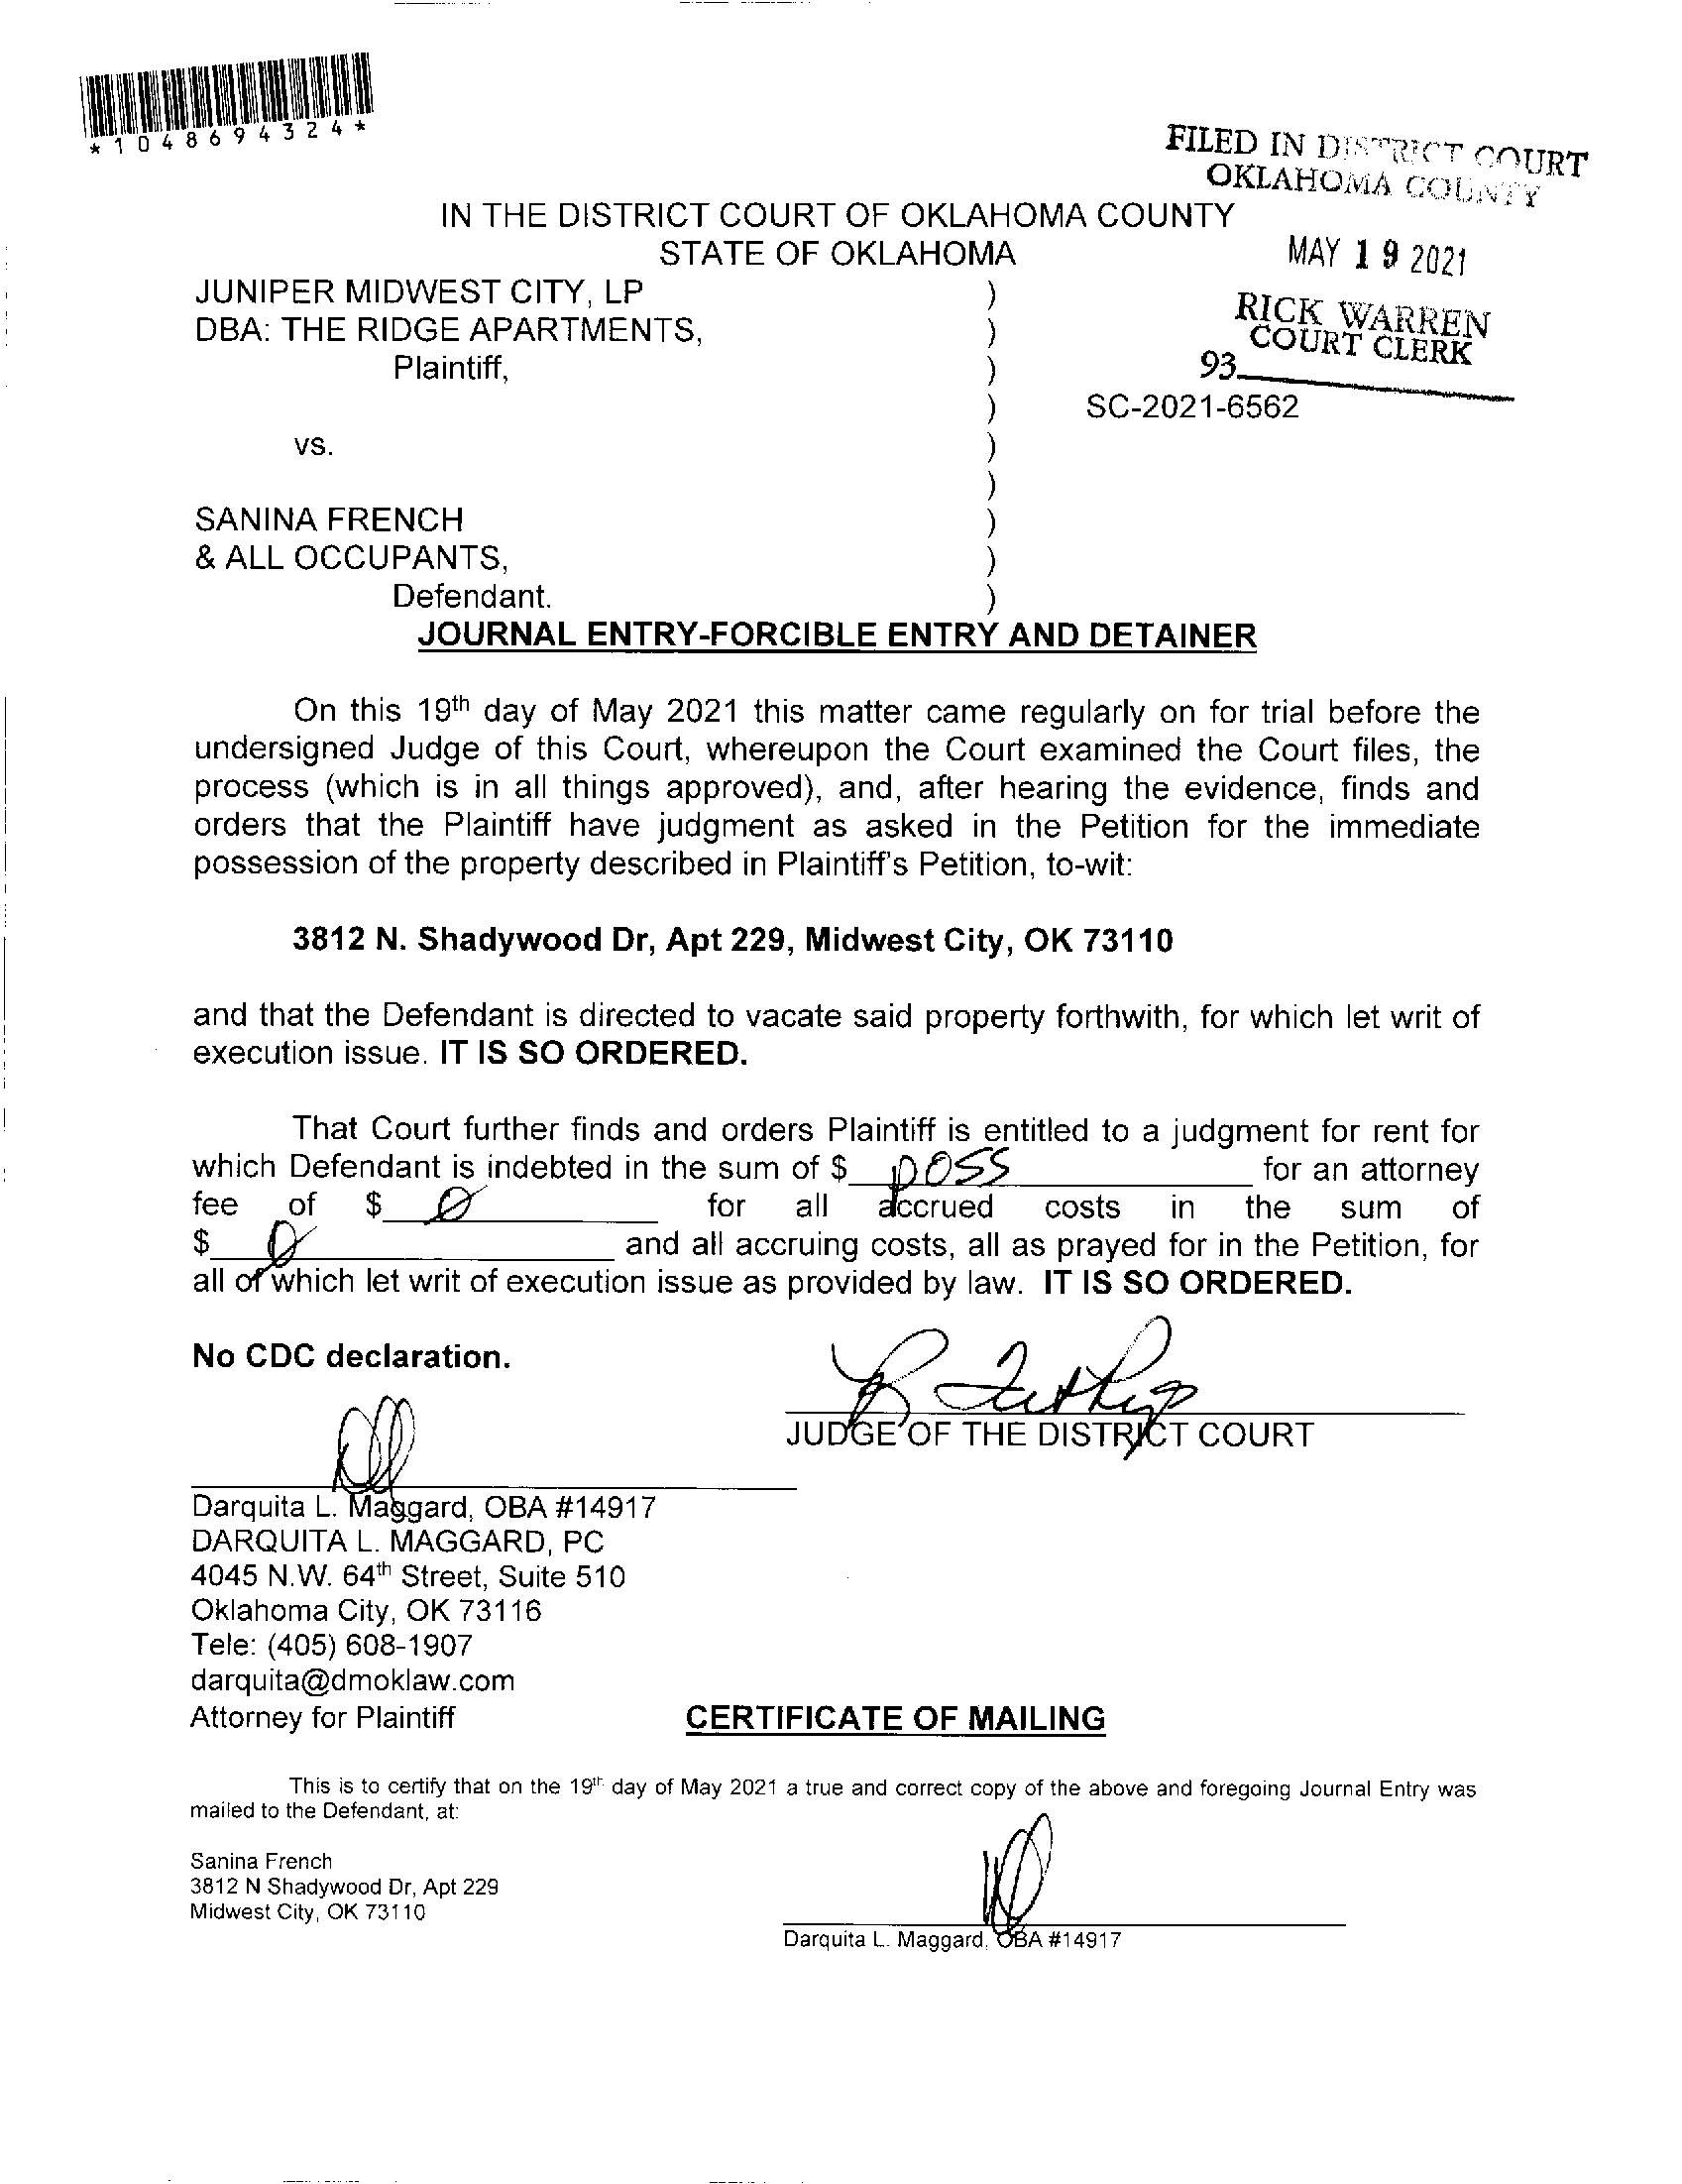 *1048694324*
FILED IN DISTRICT COURT
OKLAHOMA COUNTY
MAY 19 2021
RICK WARREN
COURT CLERK
93
IN THE DISTRICT COURT OF OKLAHOMA COUNTY
STATE OF OKLAHOMA
JUNIPER MIDWEST CITY, LP )
DBA: THE RIDGE APARTMENTS, )
Plaintiff, )
) SC-2021-6562
vs. )
)
SANINA FRENCH )
& ALL OCCUPANTS, )
Defendant. )
JOURNAL ENTRY-FORCIBLE ENTRY AND DETAINER
On this 19th day of May 2021 this matter came regularly on for trial before the
undersigned Judge of this Court, whereupon the Court examined the Court files, the
process (which is in all things approved), and, after hearing the evidence, finds and
orders that the Plaintiff have judgment as asked in the Petition for the immediate
possession of the property described in Plaintiff's Petition, to-wit:
3812 N. Shadywood Dr, Apt 229, Midwest City, OK 73110
and that the Defendant is directed to vacate said property forthwith, for which let writ of
execution issue. IT IS SO ORDERED.
That Court further finds and orders Plaintiff is entitled to a judgment for rent for
which Defendant is indebted in the sum of $ poss for an attorney
fee of $ 0 for all accrued costs in the sum of
$ 0 and all accruing costs, all as prayed for in the Petition, for
all of which let writ of execution issue as provided by law. IT IS SO ORDERED.
No CDC declaration.
JUDGE OF THE DISTRICT COURT
Darquita L. Maggard, OBA #14917
DARQUITA L. MAGGARD, PC
4045 N.W. 64th Street, Suite 510
Oklahoma City, OK 73116
Tele: (405) 608-1907
darquita@dmoklaw.com
Attorney for Plaintiff
CERTIFICATE OF MAILING
This is to certify that on the 19th day of May 2021 a true and correct copy of the above and foregoing Journal Entry was
mailed to the Defendant, at:
Sanina French
3812 N Shadywood Dr, Apt 229
Midwest City, OK 73110
Darquita L. Maggard, OBA #14917